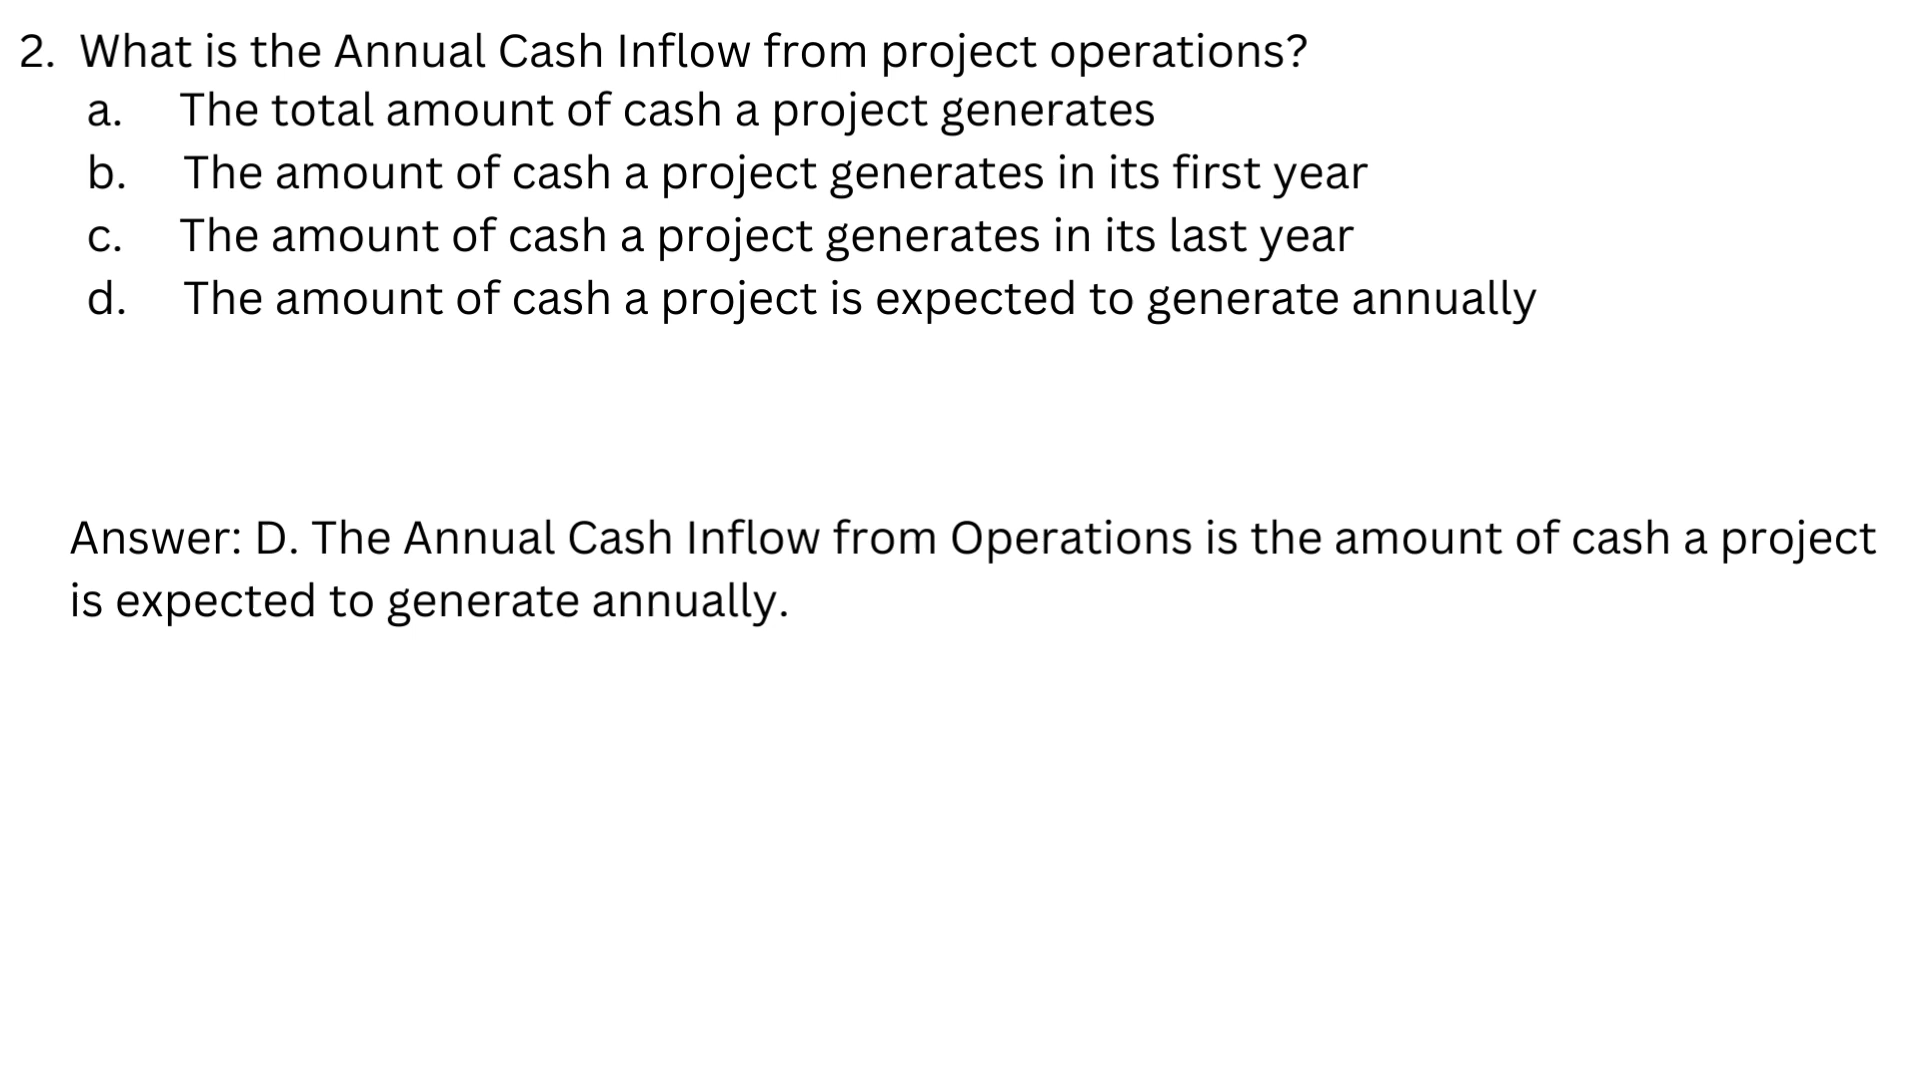 2. What is the Annual Cash Inflow from project operations?
a. The total amount of cash a project generates
b. The amount of cash a project generates in its first year
c. The amount of cash a project generates in its last year
d. The amount of cash a project is expected to generate annually
Answer: D. The Annual Cash Inflow from Operations is the amount of cash a project
is expected to generate annually.